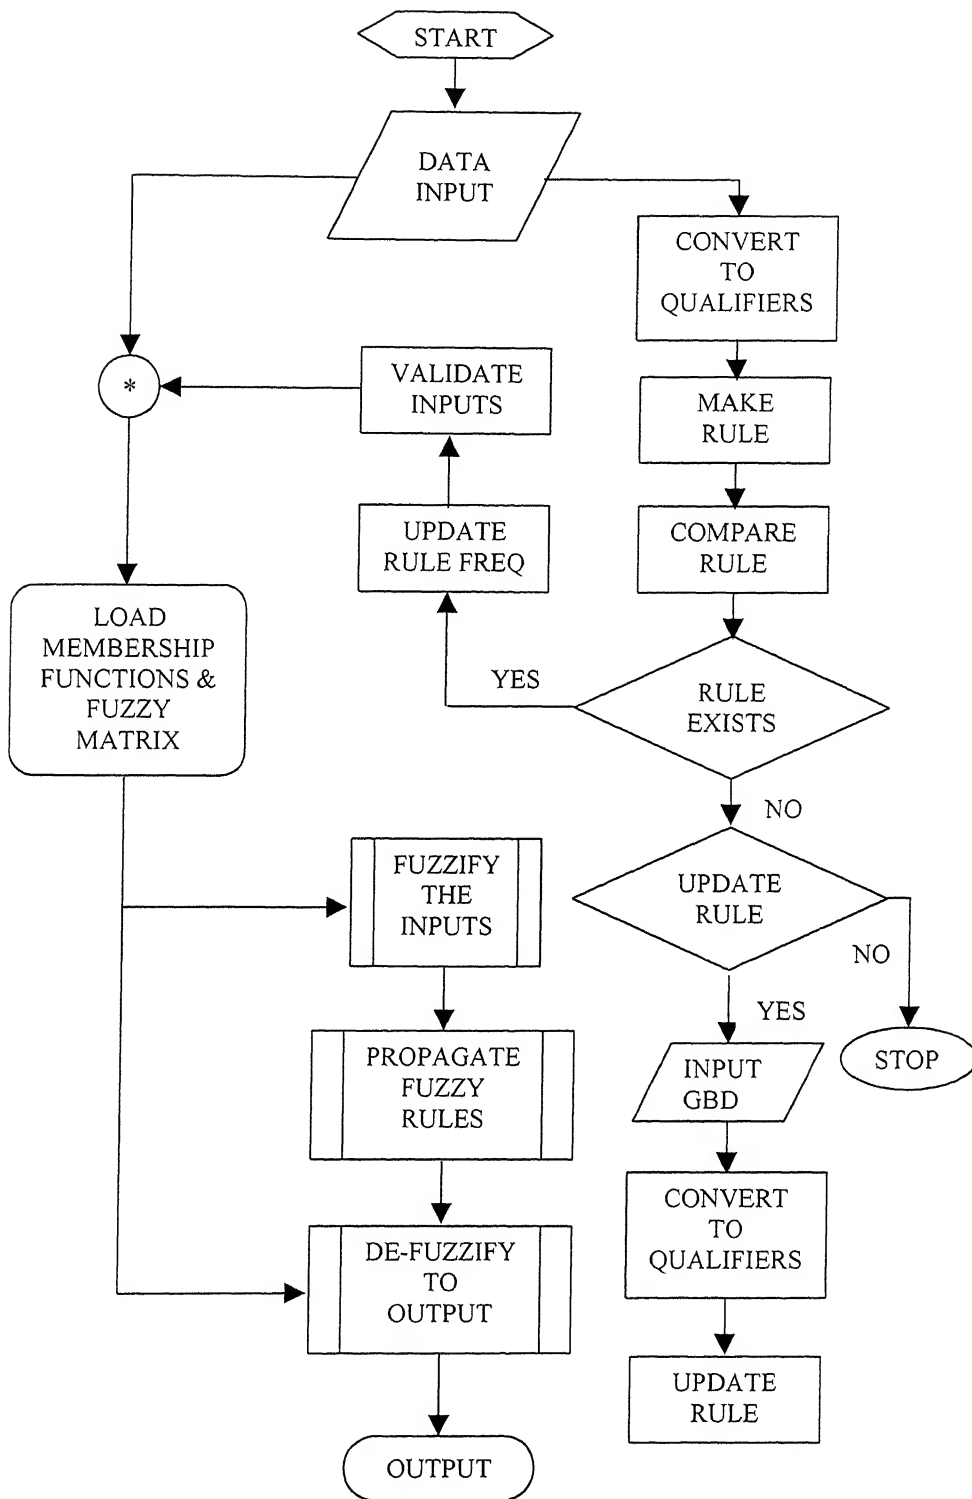 START
DATA
INPUT
CONVERT
TO
QUALIFIERS
*
VALIDATE
INPUTS
MAKE
RULE
UPDATE
RULE FREQ
COMPARE
RULE
LOAD
MEMBERSHIP
FUNCTIONS &
FUZZY
MATRIX
YES
RULE
EXISTS
NO
FUZZIFY
THE
INPUTS
UPDATE
RULE
NO
YES
STOP
PROPAGATE
FUZZY
RULES
INPUT
GBD
CONVERT
TO
QUALIFIERS
DE-FUZZIFY
TO
OUTPUT
UPDATE
RULE
OUTPUT